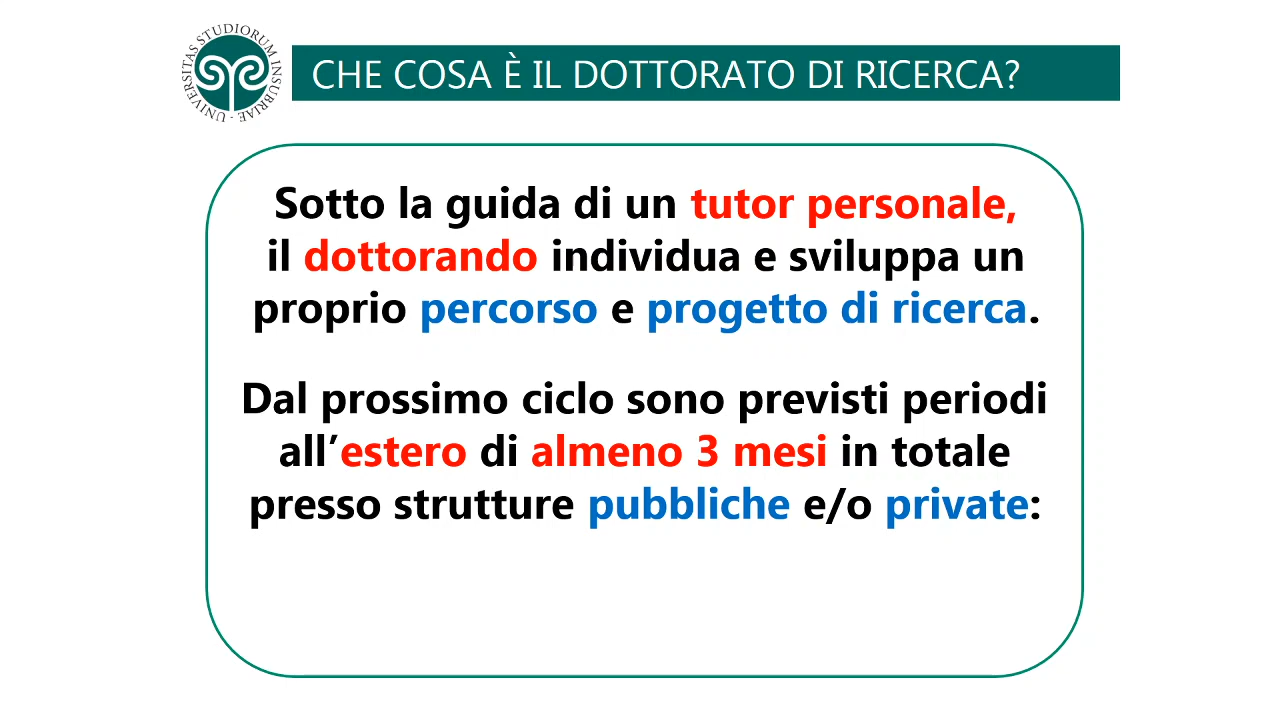 UNIVERSITAS STUDIORUM INSUBRIAE -
CHE COSA È IL DOTTORATO DI RICERCA?
Sotto la guida di un tutor personale,
il dottorando individua e sviluppa un
proprio percorso e progetto di ricerca.
Dal prossimo ciclo sono previsti periodi
all’estero di almeno 3 mesi in totale
presso strutture pubbliche e/o private: